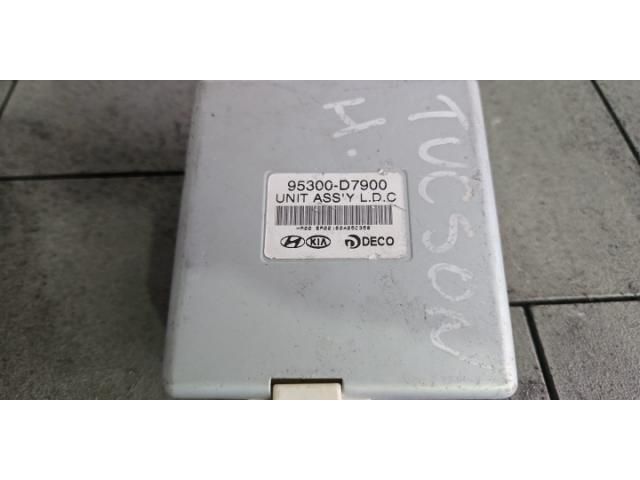 H. TUCSON
95300-D7900
UNIT ASS'Y L.D.C
KIA DECO